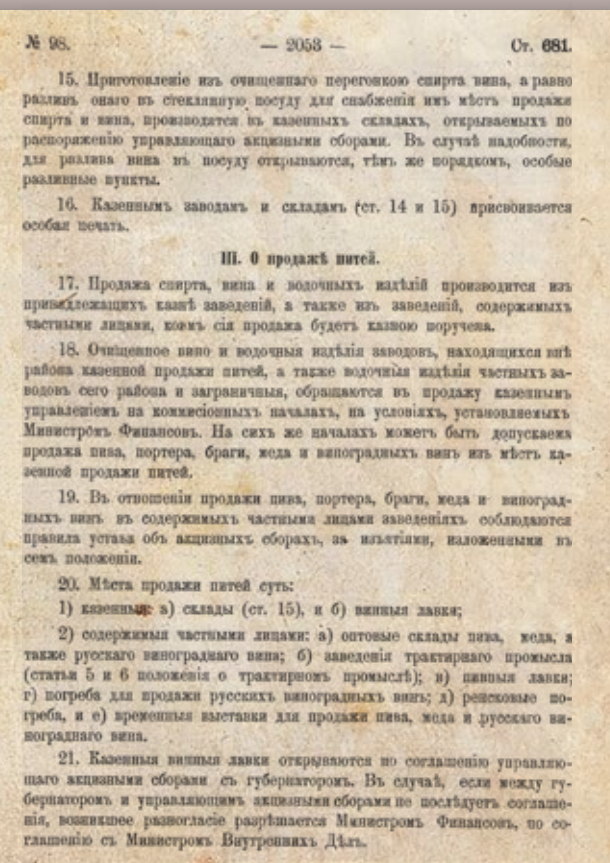 № 98.
— 2053 —
Ст. 681.
15. Приготовленіе изъ очищеннаго перегонкою спирта вина, а равно
разливъ онаго въ стеклянную посуду для снабженія имъ мѣстъ продажи
спирта и вина, производятся въ казенныхъ складахъ, открываемыхъ по
распоряженію управляющаго акцизными сборами. Въ случаѣ надобности,
для разлива вина въ посуду открываются, тѣмъ же порядкомъ, особые
разливные пункты.
16. Казеннымъ заводамъ и складамъ (ст. 14 и 15) присвоивается
особая печать.
III. О продажѣ питей.
17. Продажа спирта, вина и водочныхъ издѣлій производится изъ
принадлежащихъ казнѣ заведеній, а также изъ заведеній, содержимыхъ
частными лицами, коимъ сія продажа будетъ казною поручена.
18. Очищенное вино и водочныя издѣлія заводовъ, находящихся внѣ
района казенной продажи питей, а также водочныя издѣлія частныхъ за-
водовъ сего района и заграничныя, обращаются въ продажу казеннымъ
управленіемъ на коммисіонныхъ началахъ, на условіяхъ, установляемыхъ
Министромъ Финансовъ. На сихъ же началахъ можетъ быть допускаема
продажа пива, портера, браги, меда и виноградныхъ винъ изъ мѣстъ ка-
зенной продажи питей.
19. Въ отношеніи продажи пива, портера, браги, меда и виноград-
ныхъ винъ въ содержимыхъ частными лицами заведеніяхъ соблюдаются
правила устава объ акцизныхъ сборахъ, за изъятіями, изложенными въ
семъ положеніи.
20. Мѣста продажи питей суть:
1) казенныя: а) склады (ст. 15), и б) винныя лавки;
2) содержимыя частными лицами: а) оптовые склады пива, меда, а
также русскаго винограднаго вина; б) заведенія трактирнаго промысла
(статьи 5 и 6 положенія о трактирномъ промыслѣ); в) пивныя лавки;
г) погреба для продажи русскихъ виноградныхъ винъ; д) ренсковые по-
греба, и е) временныя выставки для продажи пива, меда и русскаго ви-
нограднаго вина.
21. Казенныя винныя лавки открываются по соглашенію управляю-
щаго акцизными сборами съ губернаторомъ. Въ случаѣ, если между гу-
бернаторомъ и управляющимъ акцизными сборами не послѣдуетъ соглаше-
нія, возникшее разногласіе разрѣшается Министромъ Финансовъ, по со-
глашенію съ Министромъ Внутреннихъ Дѣлъ.